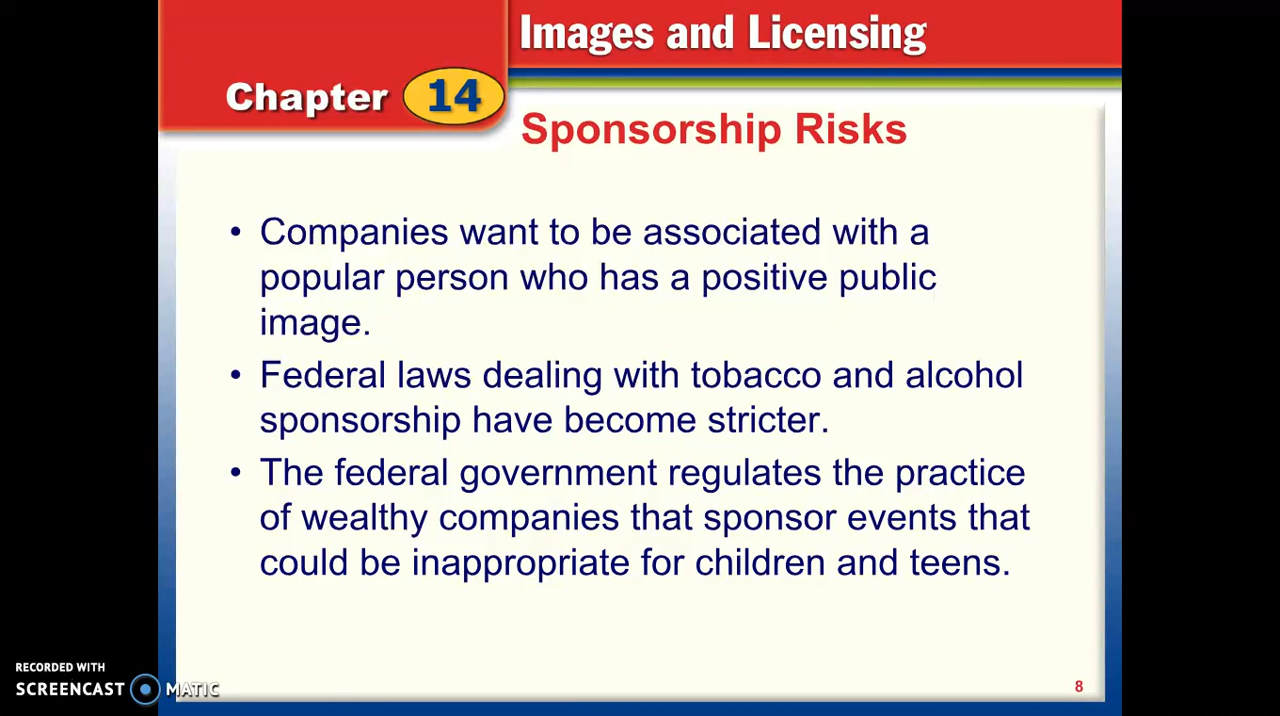 Images and Licensing
Chapter 14
Sponsorship Risks
• Companies want to be associated with a
popular person who has a positive public
image.
• Federal laws dealing with tobacco and alcohol
sponsorship have become stricter.
• The federal government regulates the practice
of wealthy companies that sponsor events that
could be inappropriate for children and teens.
RECORDED WITH
SCREENCAST MATIC
8